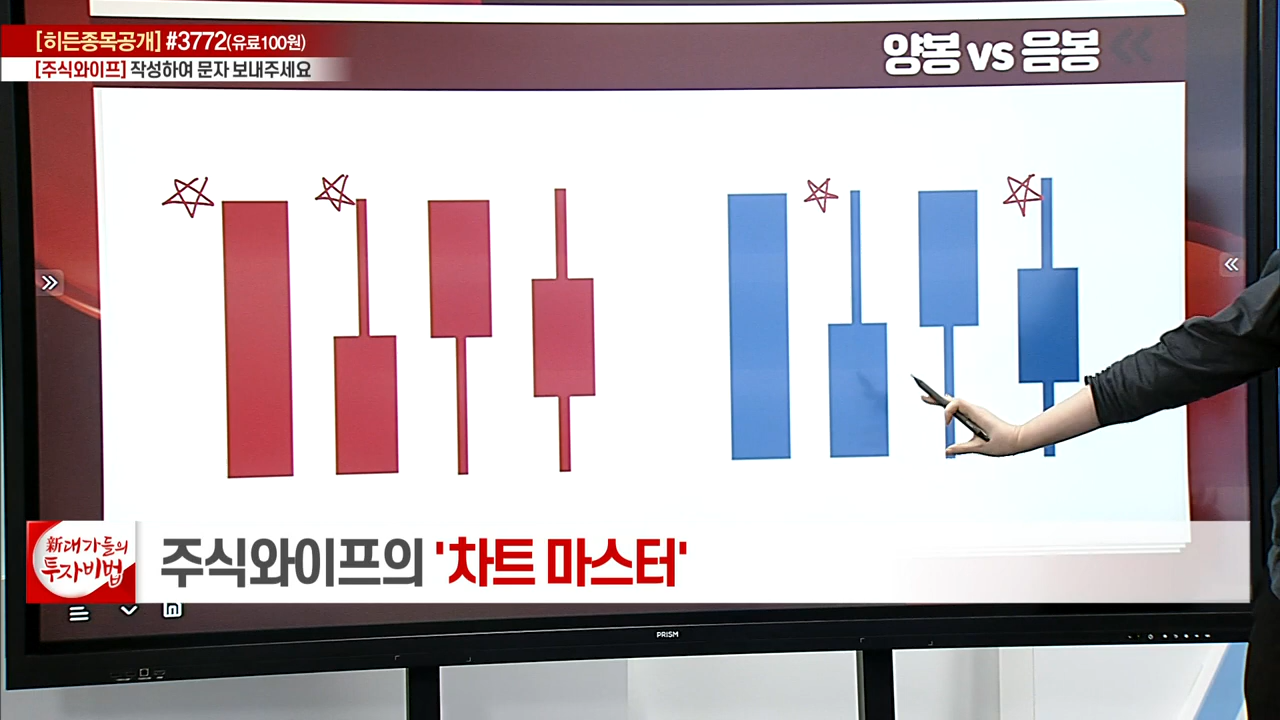 [히든종목공개] #3772(유료100원)
[주식와이프] 작성하여 문자 보내주세요
양봉 vs 음봉
新대가들의
투자비법
주식와이프의 '차트 마스터'
PRISM